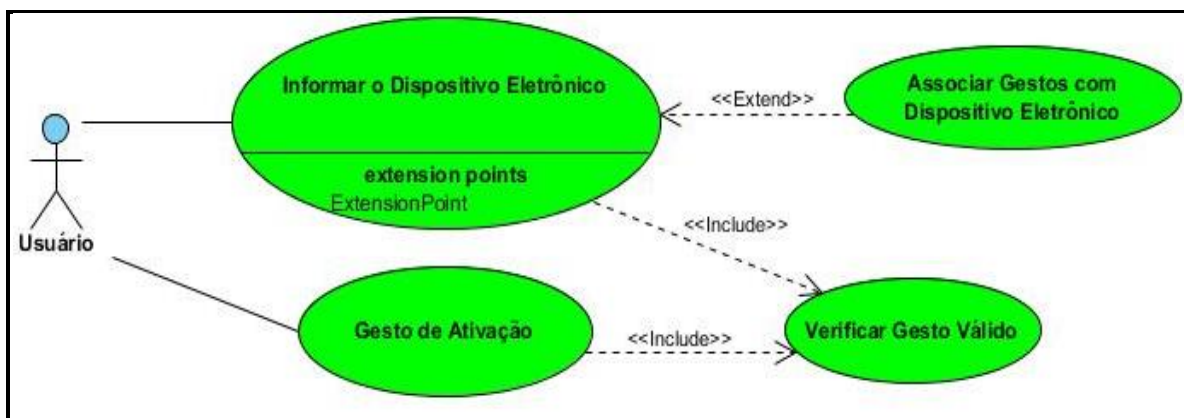 Informar o Dispositivo Eletrônico
extension points
ExtensionPoint
<<Extend>>
Associar Gestos com
Dispositivo Eletrônico
Usuário
<<Include>>
Gesto de Ativação
<<Include>>
Verificar Gesto Válido